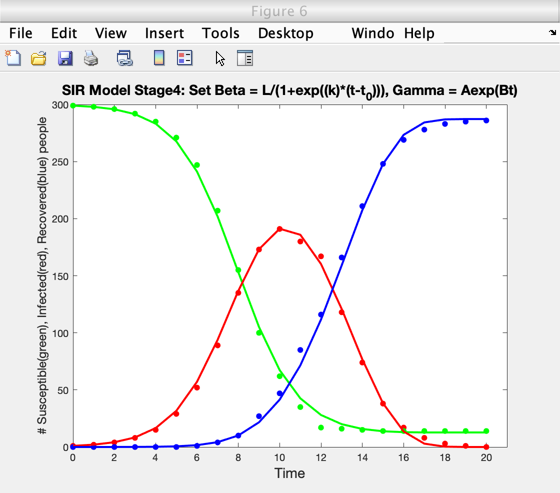 Figure 6
File Edit View Insert Tools Desktop Windo Help
SIR Model Stage4: Set Beta = L/(1+exp((k)*(t-t0))), Gamma = Aexp(Bt)
# Susceptible(green), Infected(red), Recovered(blue) people
300
250
200
150
100
50
0
0 2 4 6 8 10 12 14 16 18 20
Time